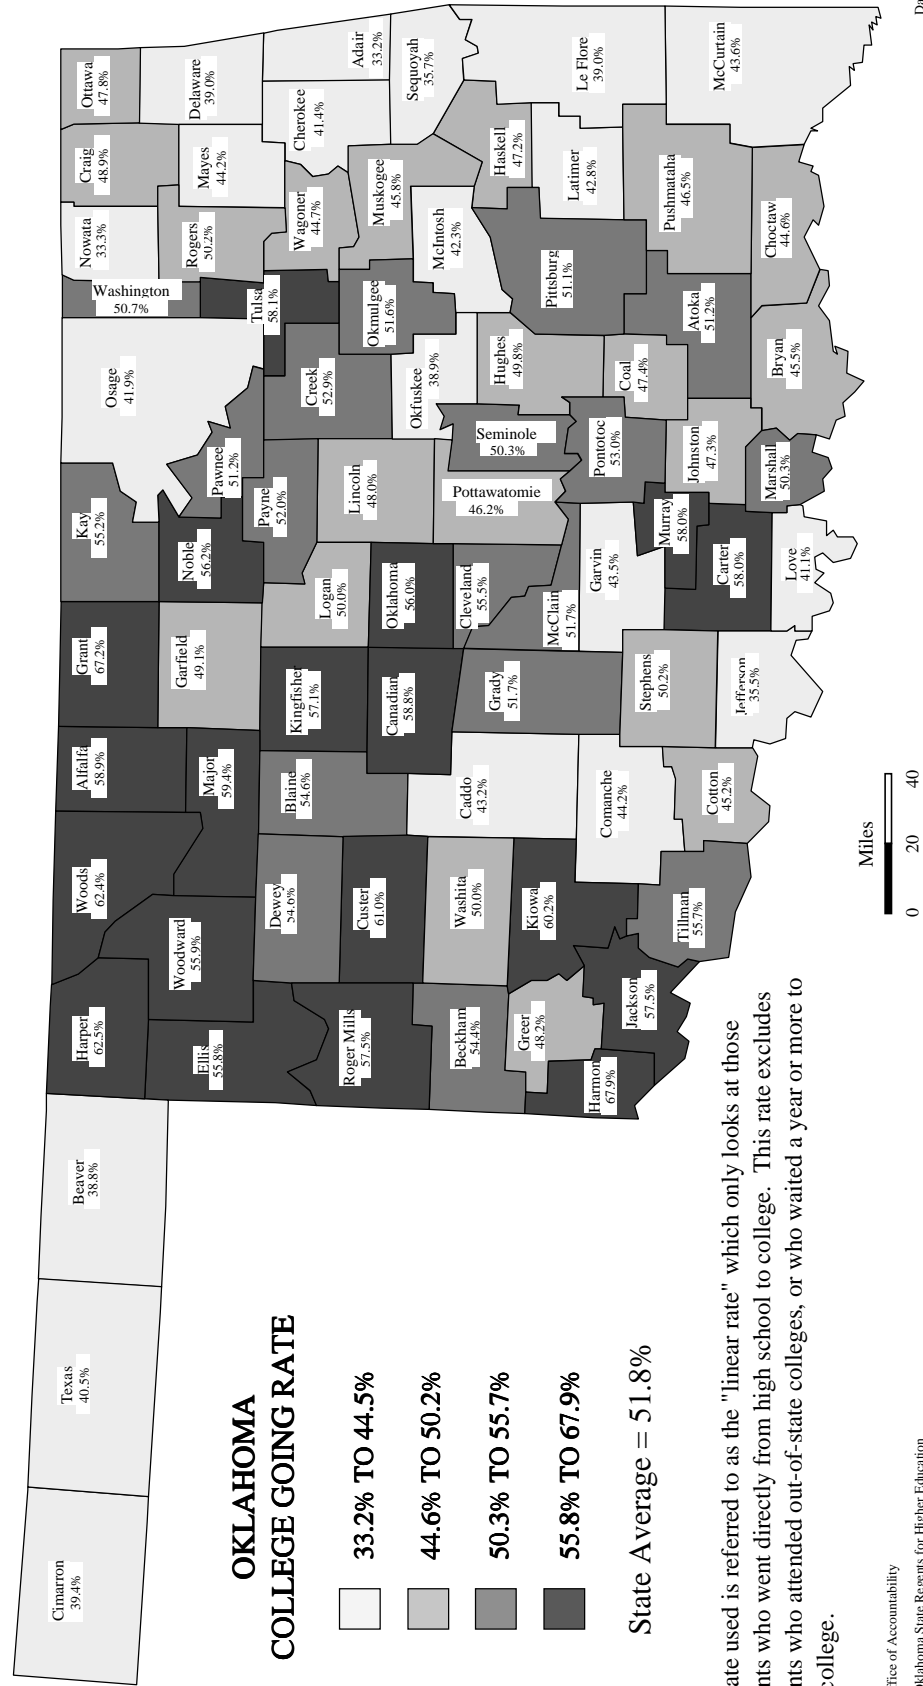 Cimarron
39.4%
Texas
40.5%
Beaver
38.8%
Harper
62.5%
Woods
62.4%
Alfalfa
58.9%
Grant
67.2%
Kay
55.2%
Osage
41.9%
Washington
50.7%
Nowata
33.3%
Craig
48.9%
Ottawa
47.8%
Ellis
55.8%
Woodward
55.9%
Major
59.4%
Garfield
49.1%
Noble
56.2%
Pawnee
51.2%
Rogers
50.2%
Mayes
44.2%
Delaware
39.0%
Dewey
54.6%
Blaine
54.6%
Kingfisher
57.1%
Logan
50.0%
Payne
52.0%
Creek
52.9%
Tulsa
58.1%
Wagoner
44.7%
Cherokee
41.4%
Adair
33.2%
Roger Mills
57.5%
Custer
61.0%
Canadian
58.8%
Oklahoma
56.0%
Lincoln
48.0%
Okfuskee
38.9%
Okmulgee
51.6%
Muskogee
45.8%
Sequoyah
35.7%
Beckham
54.4%
Washita
50.0%
Caddo
43.2%
Grady
51.7%
Cleveland
55.5%
Pottawatomie
46.2%
Seminole
50.3%
Hughes
49.8%
McIntosh
42.3%
Haskell
47.2%
Greer
48.2%
Kiowa
60.2%
McClain
51.7%
Pittsburg
51.1%
Latimer
42.8%
Le Flore
39.0%
Harmon
67.9%
Jackson
57.5%
Comanche
44.2%
Stephens
50.2%
Garvin
43.5%
Pontotoc
53.0%
Coal
47.4%
Murray
58.0%
Johnston
47.3%
Atoka
51.2%
Pushmataha
46.5%
McCurtain
43.6%
Tillman
55.7%
Cotton
45.2%
Jefferson
35.5%
Carter
58.0%
Love
41.1%
Marshall
50.3%
Bryan
45.5%
Choctaw
44.6%
OKLAHOMA
COLLEGE GOING RATE
33.2% TO 44.5%
44.6% TO 50.2%
50.3% TO 55.7%
55.8% TO 67.9%
State Average = 51.8%
Miles
0 20 40
ate used is referred to as the "linear rate" which only looks at those
nts who went directly from high school to college. This rate excludes
nts who attended out-of-state colleges, or who waited a year or more to
college.
fice of Accountability
klahoma State Regents for Higher Education
Da